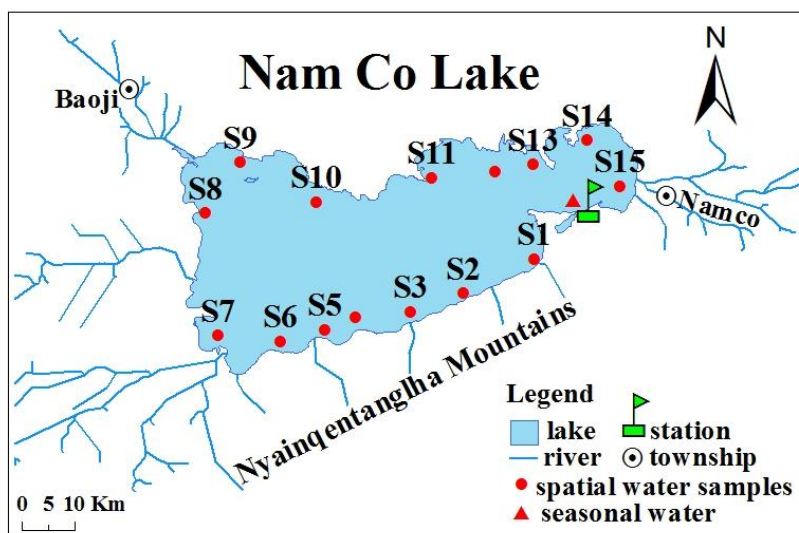 Nam Co Lake
N
Baoji
S9
S14
S13
S11
S15
S10
S8
Namco
S1
S2
S3
S5
S6
S7
Nyainqentanglha Mountains
Legend
lake
station
river
township
spatial water samples
seasonal water
0 5 10 Km